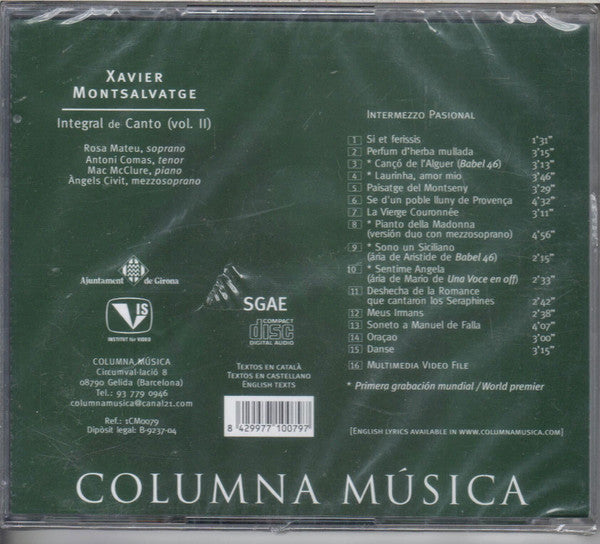 XAVIER
MONTSALVATGE
Integral de Canto (vol. II)
Rosa Mateu, soprano
Antoni Comas, tenor
Mac McClure, piano
Àngels Civit, mezzosoprano
Ajuntament de Girona
VIS
INSTITUT fur VIDEO
SGAE
COMPACT
disc
DIGITAL AUDIO
COLUMNA MÚSICA
Circumval·lació 8
08790 Gelida (Barcelona)
Tel.: 93 779 0946
columnamusica@canal21.com
Ref.: 1CM0079
Dipòsit legal: B-9237-04
TEXTOS EN CATALÀ
TEXTOS EN CASTELLANO
ENGLISH TEXTS
8 429977 100797
INTERMEZZO PASIONAL
1 Si et ferissis 1'31"
2 Perfum d'herba mullada 3'15"
3 * Cançó de l'Alguer (Babel 46) 3'13"
4 * Laurinha, amor mio 3'46"
5 Paisatge del Montseny 3'29"
6 Se d'un poble lluny de Provença 4'32"
7 La Vierge Couronnée 3'11"
8 * Pianto della Madonna
(versión duo con mezzosoprano) 4'56"
9 * Sono un Siciliano
(ària de Aristide de Babel 46) 2'15"
10 * Sentime Angela
(ária de Mario de Una Voce en off) 2'33"
11 Deshecha de la Romance
que cantaron los Seraphines 2'42"
12 Meus Irmans 2'38"
13 Soneto a Manuel de Falla 4'07"
14 Oraçao 3'00"
15 Danse 3'15"
16 MULTIMEDIA VIDEO FILE
* Primera grabación mundial / World premier
[ENGLISH LYRICS AVAILABLE IN WWW.COLUMNAMUSICA.COM]
COLUMNA MÚSICA